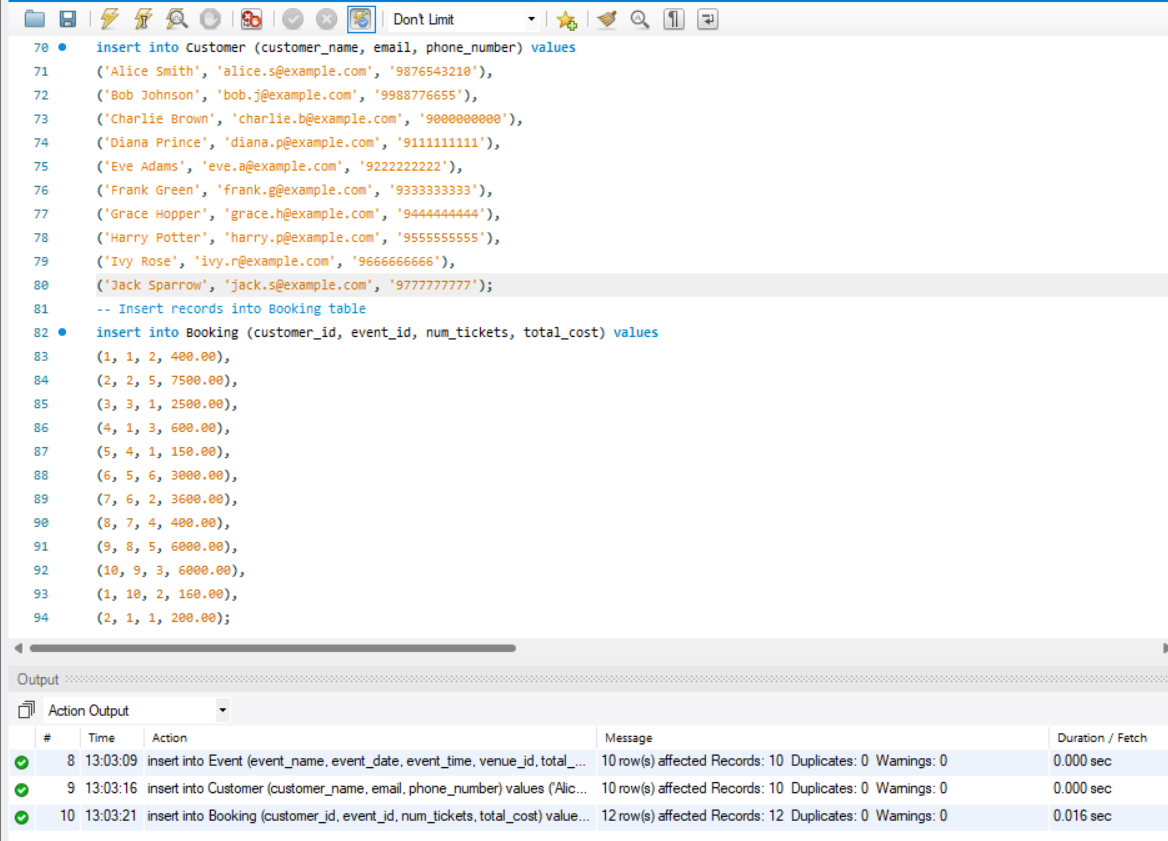 Don't Limit
70 insert into Customer (customer_name, email, phone_number) values
71 ('Alice Smith', 'alice.s@example.com', '9876543210'),
72 ('Bob Johnson', 'bob.j@example.com', '9988776655'),
73 ('Charlie Brown', 'charlie.b@example.com', '9000000000'),
74 ('Diana Prince', 'diana.p@example.com', '9111111111'),
75 ('Eve Adams', 'eve.a@example.com', '9222222222'),
76 ('Frank Green', 'frank.g@example.com', '9333333333'),
77 ('Grace Hopper', 'grace.h@example.com', '9444444444'),
78 ('Harry Potter', 'harry.p@example.com', '9555555555'),
79 ('Ivy Rose', 'ivy.r@example.com', '9666666666'),
80 ('Jack Sparrow', 'jack.s@example.com', '9777777777');
81 -- Insert records into Booking table
82 insert into Booking (customer_id, event_id, num_tickets, total_cost) values
83 (1, 1, 2, 400.00),
84 (2, 2, 5, 7500.00),
85 (3, 3, 1, 2500.00),
86 (4, 1, 3, 600.00),
87 (5, 4, 1, 150.00),
88 (6, 5, 6, 3000.00),
89 (7, 6, 2, 3600.00),
90 (8, 7, 4, 400.00),
91 (9, 8, 5, 6000.00),
92 (10, 9, 3, 6000.00),
93 (1, 10, 2, 160.00),
94 (2, 1, 1, 200.00);
Output
Action Output
# Time Action Message Duration / Fetch
8 13:03:09 insert into Event (event_name, event_date, event_time, venue_id, total_... 10 row(s) affected Records: 10 Duplicates: 0 Warnings: 0 0.000 sec
9 13:03:16 insert into Customer (customer_name, email, phone_number) values ('Alic... 10 row(s) affected Records: 10 Duplicates: 0 Warnings: 0 0.000 sec
10 13:03:21 insert into Booking (customer_id, event_id, num_tickets, total_cost) value... 12 row(s) affected Records: 12 Duplicates: 0 Warnings: 0 0.016 sec